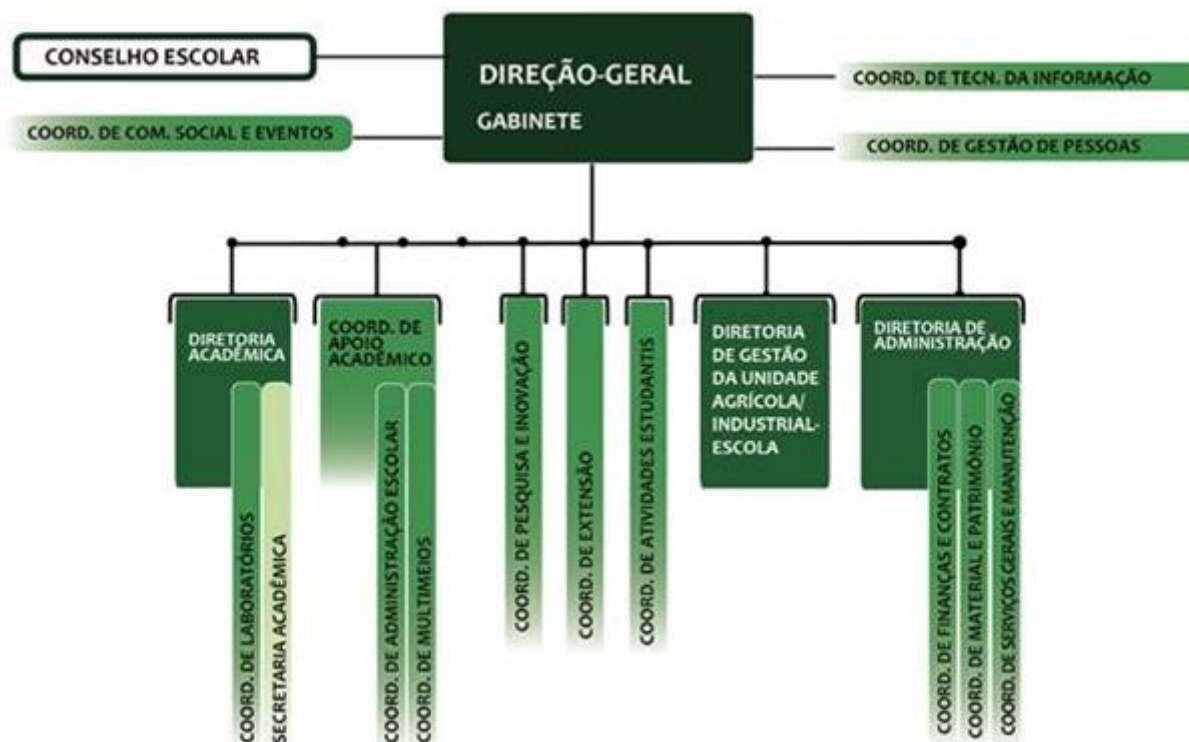 CONSELHO ESCOLAR
DIREÇÃO-GERAL
GABINETE
COORD. DE TECN. DA INFORMAÇÃO
COORD. DE COM. SOCIAL E EVENTOS
COORD. DE GESTÃO DE PESSOAS
DIRETORIA
ACADÊMICA
COORD. DE LABORATÓRIOS
SECRETARIA ACADÊMICA
COORD. DE
APOIO
ACADÊMICO
COORD. DE ADMINISTRAÇÃO ESCOLAR
COORD. DE MULTIMEIOS
COORD. DE PESQUISA E INOVAÇÃO
COORD. DE EXTENSÃO
COORD. DE ATIVIDADES ESTUDANTIS
DIRETORIA
DE GESTÃO
DA UNIDADE
AGRÍCOLA/
INDUSTRIAL-
ESCOLA
DIRETORIA DE
ADMINISTRAÇÃO
COORD. DE FINANÇAS E CONTRATOS
COORD. DE MATERIAL E PATRIMÔNIO
COORD. DE SERVIÇOS GERAIS E MANUTENÇÃO